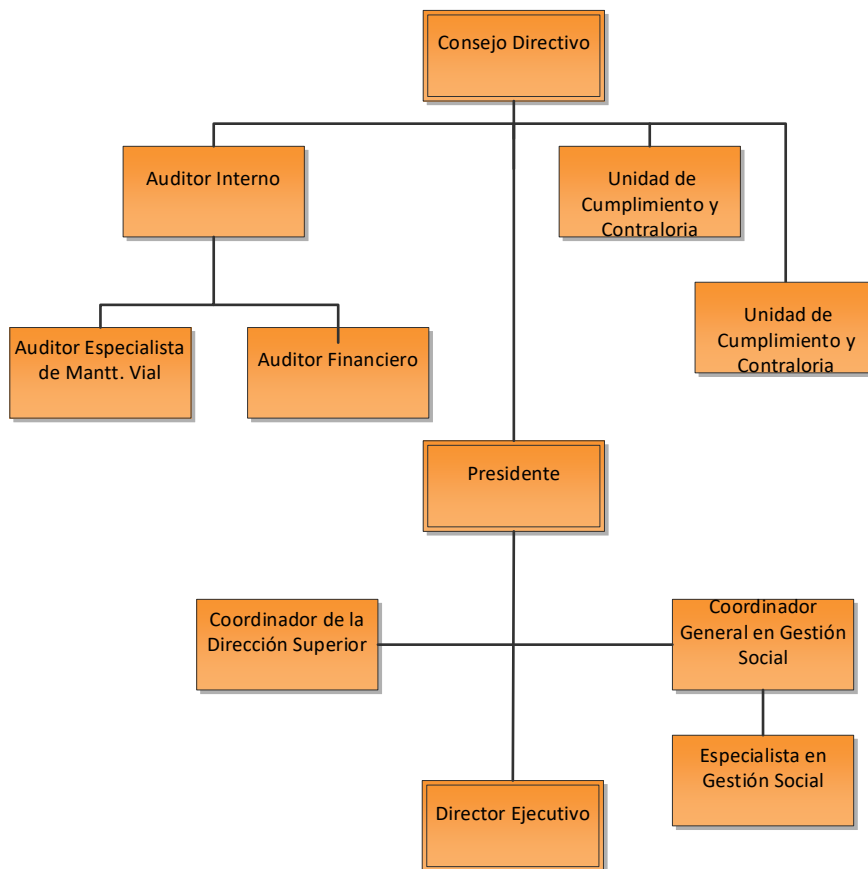 Consejo Directivo
Auditor Interno
Unidad de
Cumplimiento y
Contraloria
Unidad de
Cumplimiento y
Contraloria
Auditor Especialista
de Mantt. Vial
Auditor Financiero
Presidente
Coordinador de la
Dirección Superior
Coordinador
General en Gestión
Social
Especialista en
Gestión Social
Director Ejecutivo